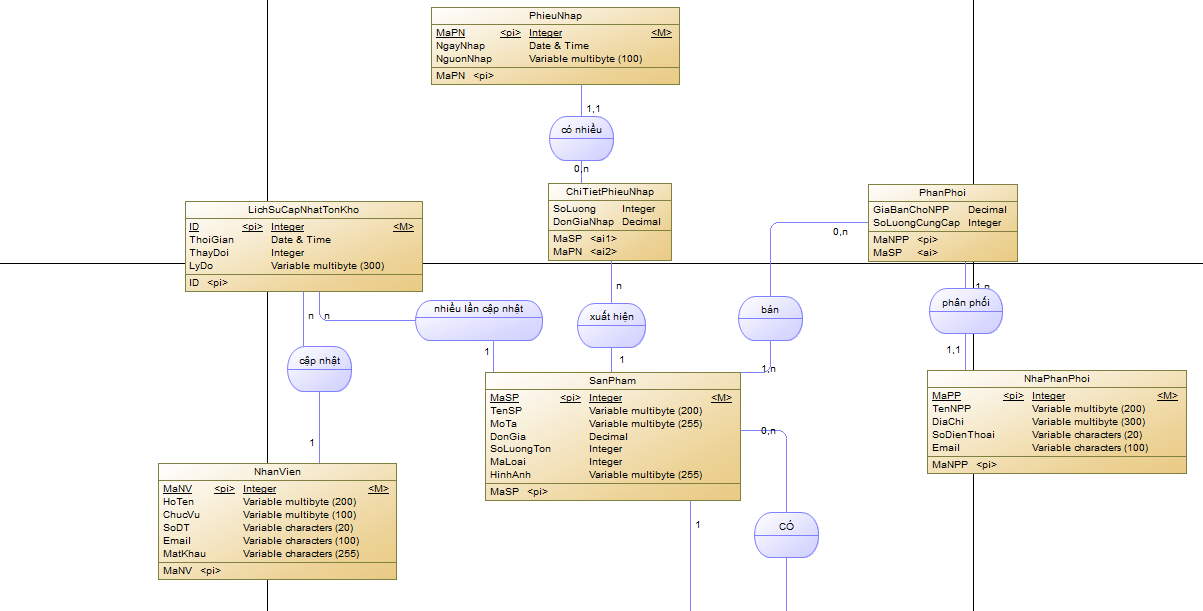 PhieuNhap
MaPN <pi> Integer <M>
NgayNhap Date & Time
NguonNhap Variable multibyte (100)
MaPN <pi>
1,1
có nhiều
0,n
ChiTietPhieuNhap
SoLuong Integer
DonGiaNhap Decimal
MaSP <ai1>
MaPN <ai2>
PhanPhoi
GiaBanChoNPP Decimal
SoLuongCungCap Integer
MaNPP <pi>
MaSP <ai>
LichSuCapNhatTonKho
ID <pi> Integer <M>
ThoiGian Date & Time
ThayDoi Integer
LyDo Variable multibyte (300)
ID <pi>
0,n
n
n
n
1,n
nhiều lần cập nhật
xuất hiện
bán
phân phối
1
1
1,n
1,1
cập nhật
1
SanPham
MaSP <pi> Integer <M>
TenSP Variable multibyte (200)
MoTa Variable multibyte (255)
DonGia Decimal
SoLuongTon Integer
MaLoai Integer
HinhAnh Variable multibyte (255)
MaSP <pi>
0,n
NhaPhanPhoi
MaPP <pi> Integer <M>
TenNPP Variable multibyte (200)
DiaChi Variable multibyte (300)
SoDienThoai Variable characters (20)
Email Variable characters (100)
MaNPP <pi>
NhanVien
MaNV <pi> Integer <M>
HoTen Variable multibyte (200)
ChucVu Variable multibyte (100)
SoDT Variable characters (20)
Email Variable characters (100)
MatKhau Variable characters (255)
MaNV <pi>
1
CÓ